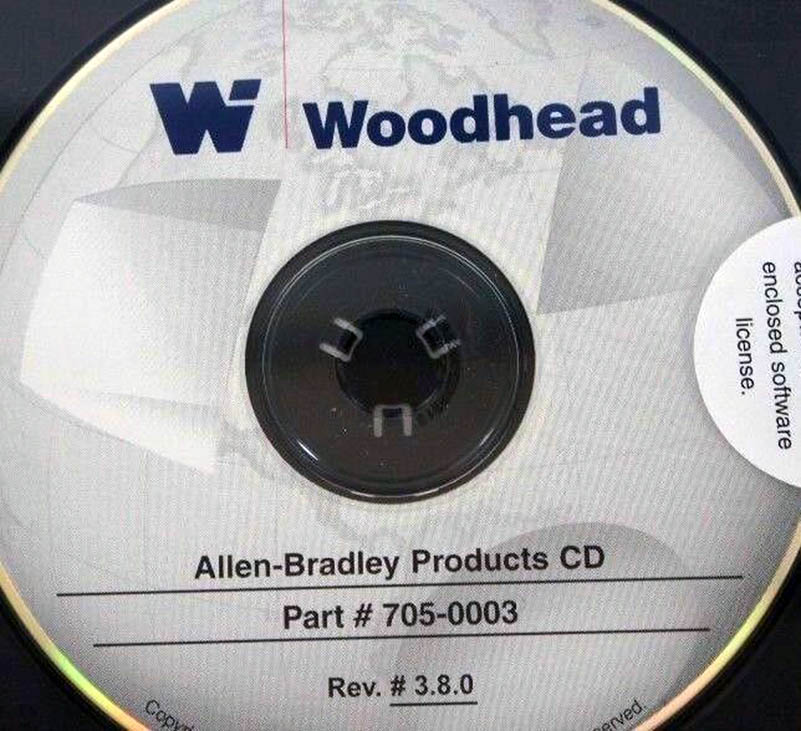 Woodhead
enclosed software
license.
Allen-Bradley Products CD
Part # 705-0003
Rev. # 3.8.0